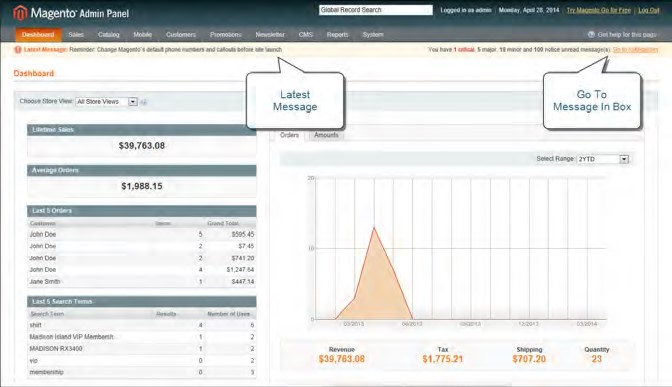 Magento Admin Panel
Global Record Search
Logged in as admin | Monday, April 28, 2014 | Try Magento Go for Free | Log Out
Dashboard Sales Catalog Mobile Customers Promotions Newsletter CMS Reports System Get help for this page
Latest Message: Reminder: Change Magento's default phone numbers and callouts before site launch
You have 1 critical, 5 major, 18 minor and 100 notice unread message(s). Go to notifications
Latest
Message
Go To
Message In Box
Dashboard
Choose Store View: All Store Views
Lifetime Sales
$39,763.08
Average Orders
$1,988.15
Last 5 Orders
Customer Items Grand Total
John Doe 5 $595.45
John Doe 2 $7.45
John Doe 2 $741.20
John Doe 4 $1,247.64
Jane Smith 1 $447.14
Last 5 Search Terms
Search Term Results Number of Uses
shirt 4 6
Madison Island VIP Membersh... 1 2
MADISON RX3400 1 2
vip 0 2
membership 0 3
Orders Amounts
Select Range: 2YTD
20
10
0
03/2013 06/2013 09/2013 12/2013 03/2014
Revenue Tax Shipping Quantity
$39,763.08 $1,775.21 $707.20 23